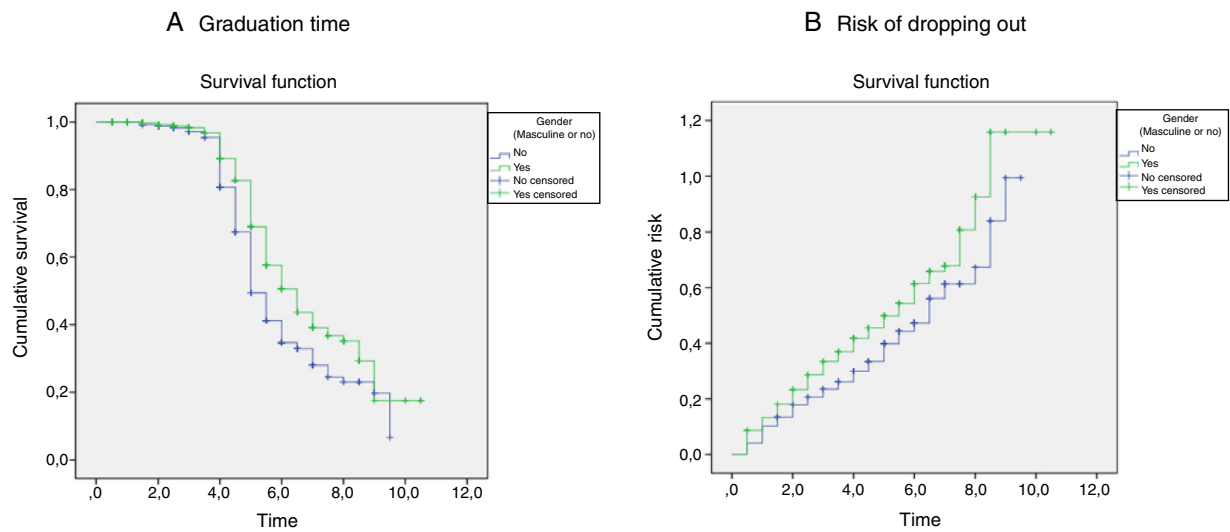 A Graduation time
Survival function
Cumulative survival
1,0
0,8
0,6
0,4
0,2
0,0
,0 2,0 4,0 6,0 8,0 10,0 12,0
Time
Gender
(Masculine or no)
No
Yes
No censored
Yes censored
B Risk of dropping out
Survival function
Cumulative risk
1,2
1,0
0,8
0,6
0,4
0,2
,0
,0 2,0 4,0 6,0 8,0 10,0 12,0
Time
Gender
(Masculine or no)
No
Yes
No censored
Yes censored